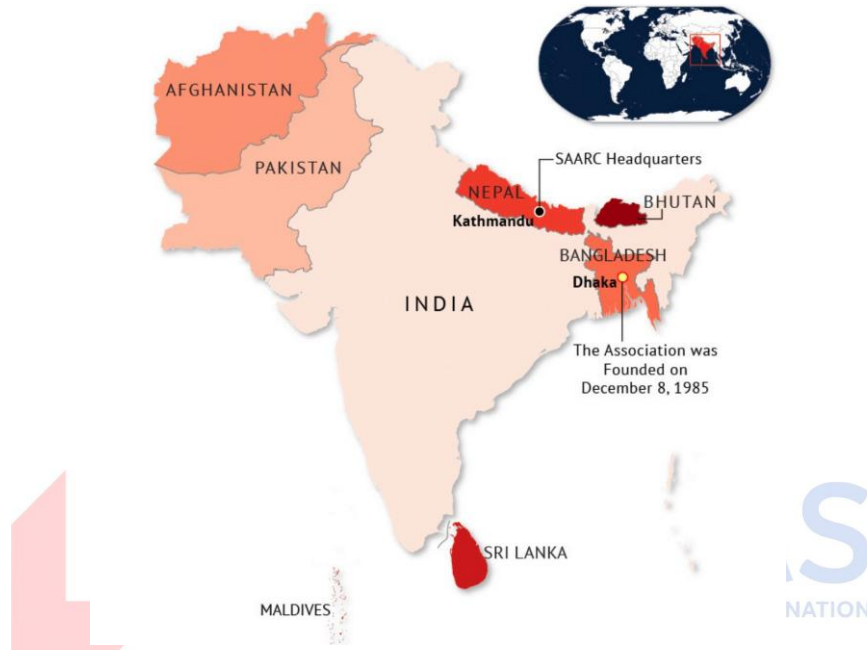 AFGHANISTAN
PAKISTAN
SAARC Headquarters
NEPAL
BHUTAN
Kathmandu
BANGLADESH
Dhaka
INDIA
The Association was
Founded on
December 8, 1985
SRI LANKA
MALDIVES
AS
NATION